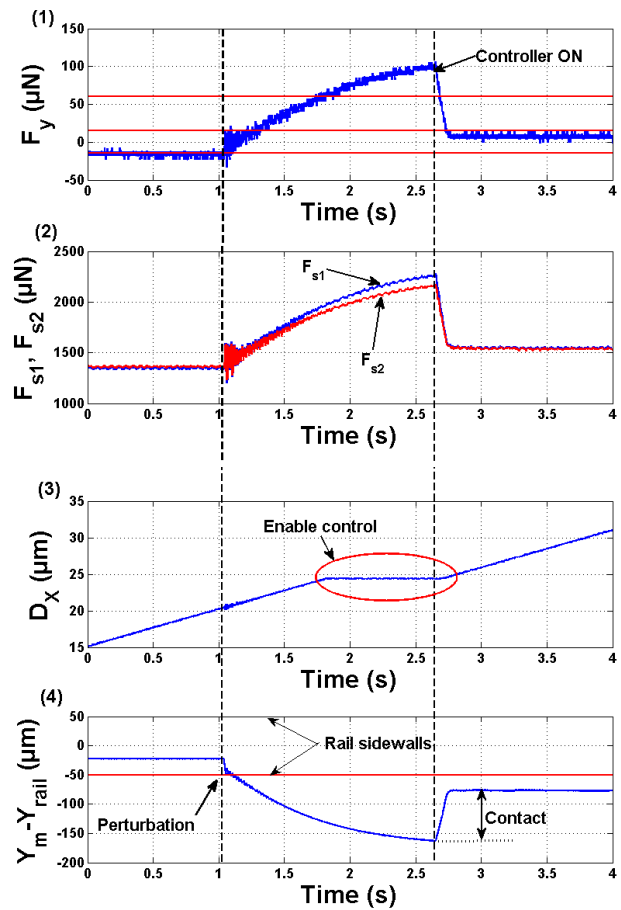 (1)
Controller ON
F_y (μN)
100
50
0
-50
0 0.5 1 1.5 2 2.5 3 3.5 4
Time (s)
(2)
F_s1, F_s2 (μN)
2500
2000
1500
1000
F_s1
F_s2
0 0.5 1 1.5 2 2.5 3 3.5 4
Time (s)
(3)
Enable control
D_X (μm)
35
30
25
20
15
0 0.5 1 1.5 2 2.5 3 3.5 4
Time (s)
(4)
Y_m-Y_rail (μm)
50
0
-50
-100
-150
-200
Rail sidewalls
Perturbation
Contact
0 0.5 1 1.5 2 2.5 3 3.5 4
Time (s)